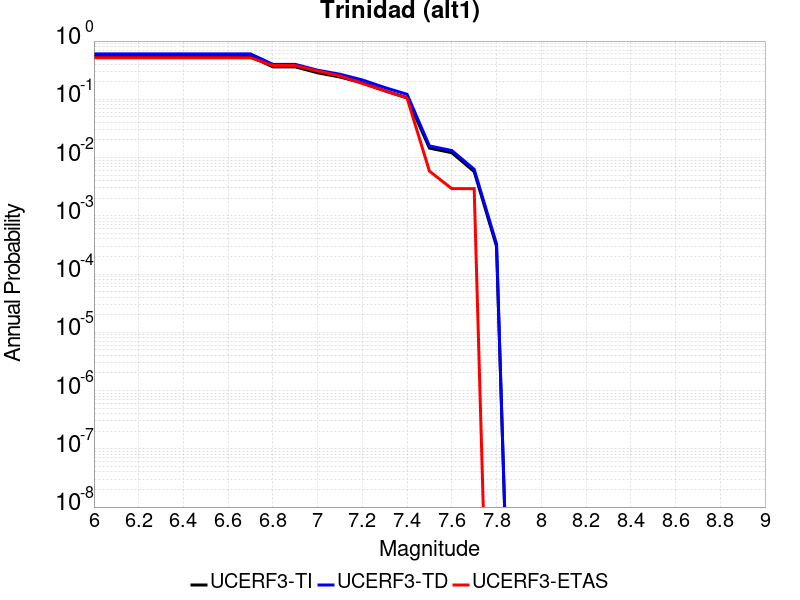 Trinidad (alt1)
10^0
10^-1
10^-2
10^-3
10^-4
10^-5
10^-6
10^-7
10^-8
Annual Probability
6 6.2 6.4 6.6 6.8 7 7.2 7.4 7.6 7.8 8 8.2 8.4 8.6 8.8 9
Magnitude
UCERF3-TI UCERF3-TD UCERF3-ETAS